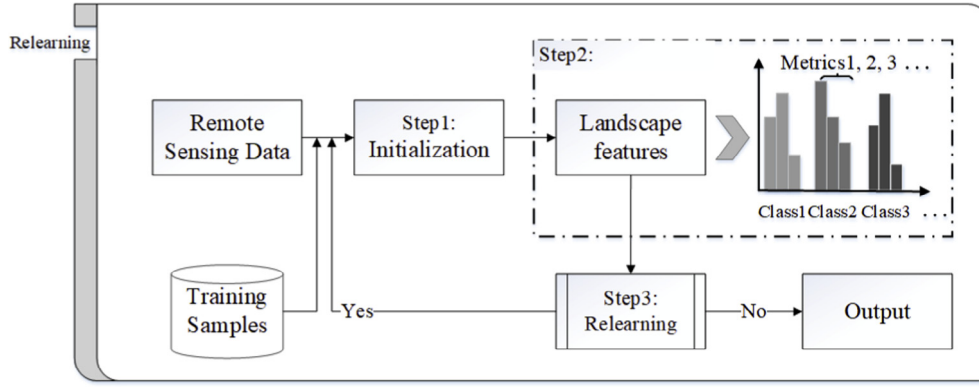 Relearning
Step2:
Metrics1, 2, 3 . . .
Remote
Sensing Data
Step1:
Initialization
Landscape
features
Class1 Class2 Class3 . . .
Training
Samples
Yes
Step3:
Relearning
No
Output